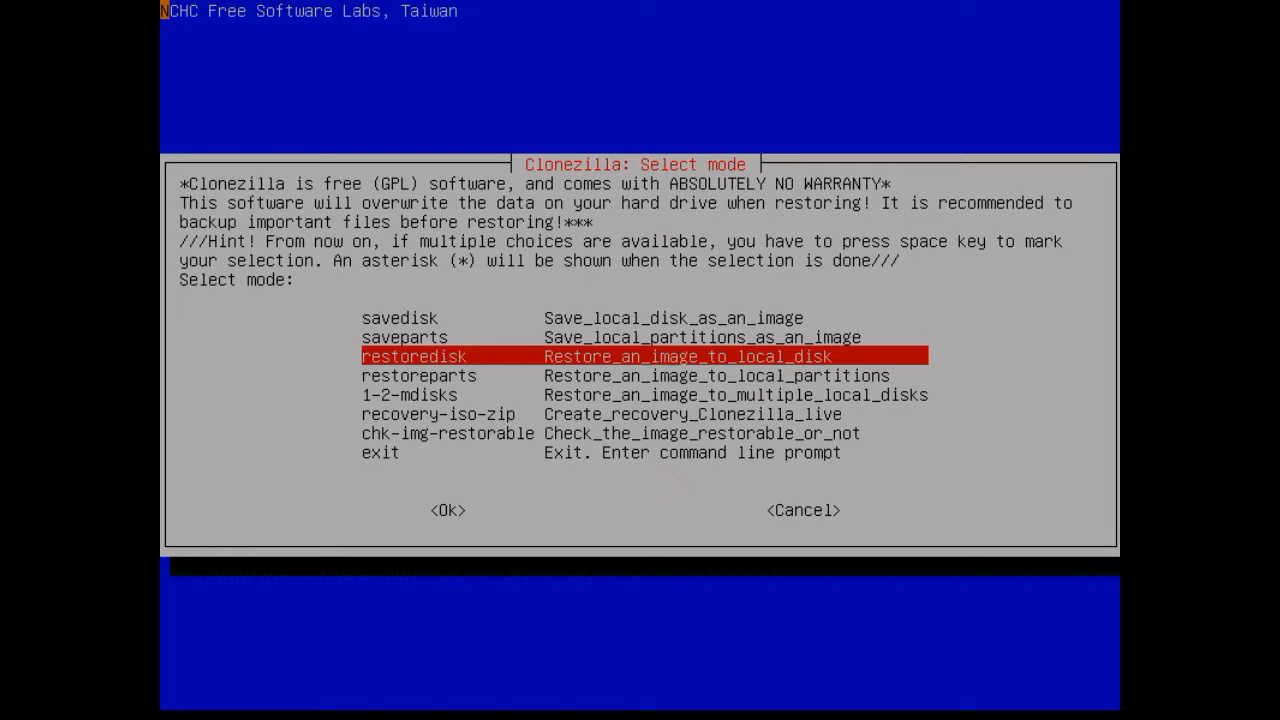 NCHC Free Software Labs, Taiwan
Clonezilla: Select mode
*Clonezilla is free (GPL) software, and comes with ABSOLUTELY NO WARRANTY*
This software will overwrite the data on your hard drive when restoring! It is recommended to
backup important files before restoring!***
///Hint! From now on, if multiple choices are available, you have to press space key to mark
your selection. An asterisk (*) will be shown when the selection is done///
Select mode:
savedisk Save_local_disk_as_an_image
saveparts Save_local_partitions_as_an_image
restoredisk Restore_an_image_to_local_disk
restoreparts Restore_an_image_to_local_partitions
1-2-mdisks Restore_an_image_to_multiple_local_disks
recovery-iso-zip Create_recovery_Clonezilla_live
chk-img-restorable Check_the_image_restorable_or_not
exit Exit. Enter command line prompt
<Ok> <Cancel>